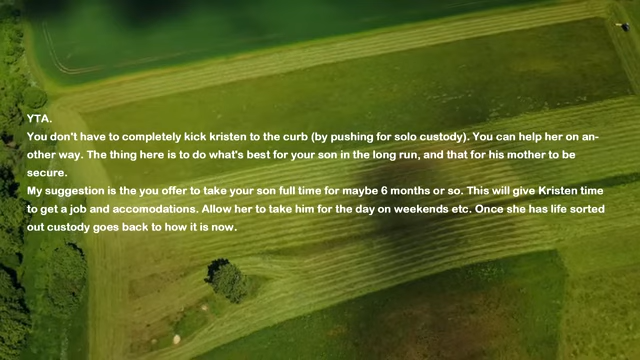 YTA.
You don't have to completely kick kristen to the curb (by pushing for solo custody). You can help her on an-
other way. The thing here is to do what's best for your son in the long run, and that for his mother to be
secure.
My suggestion is the you offer to take your son full time for maybe 6 months or so. This will give Kristen time
to get a job and accomodations. Allow her to take him for the day on weekends etc. Once she has life sorted
out custody goes back to how it is now.